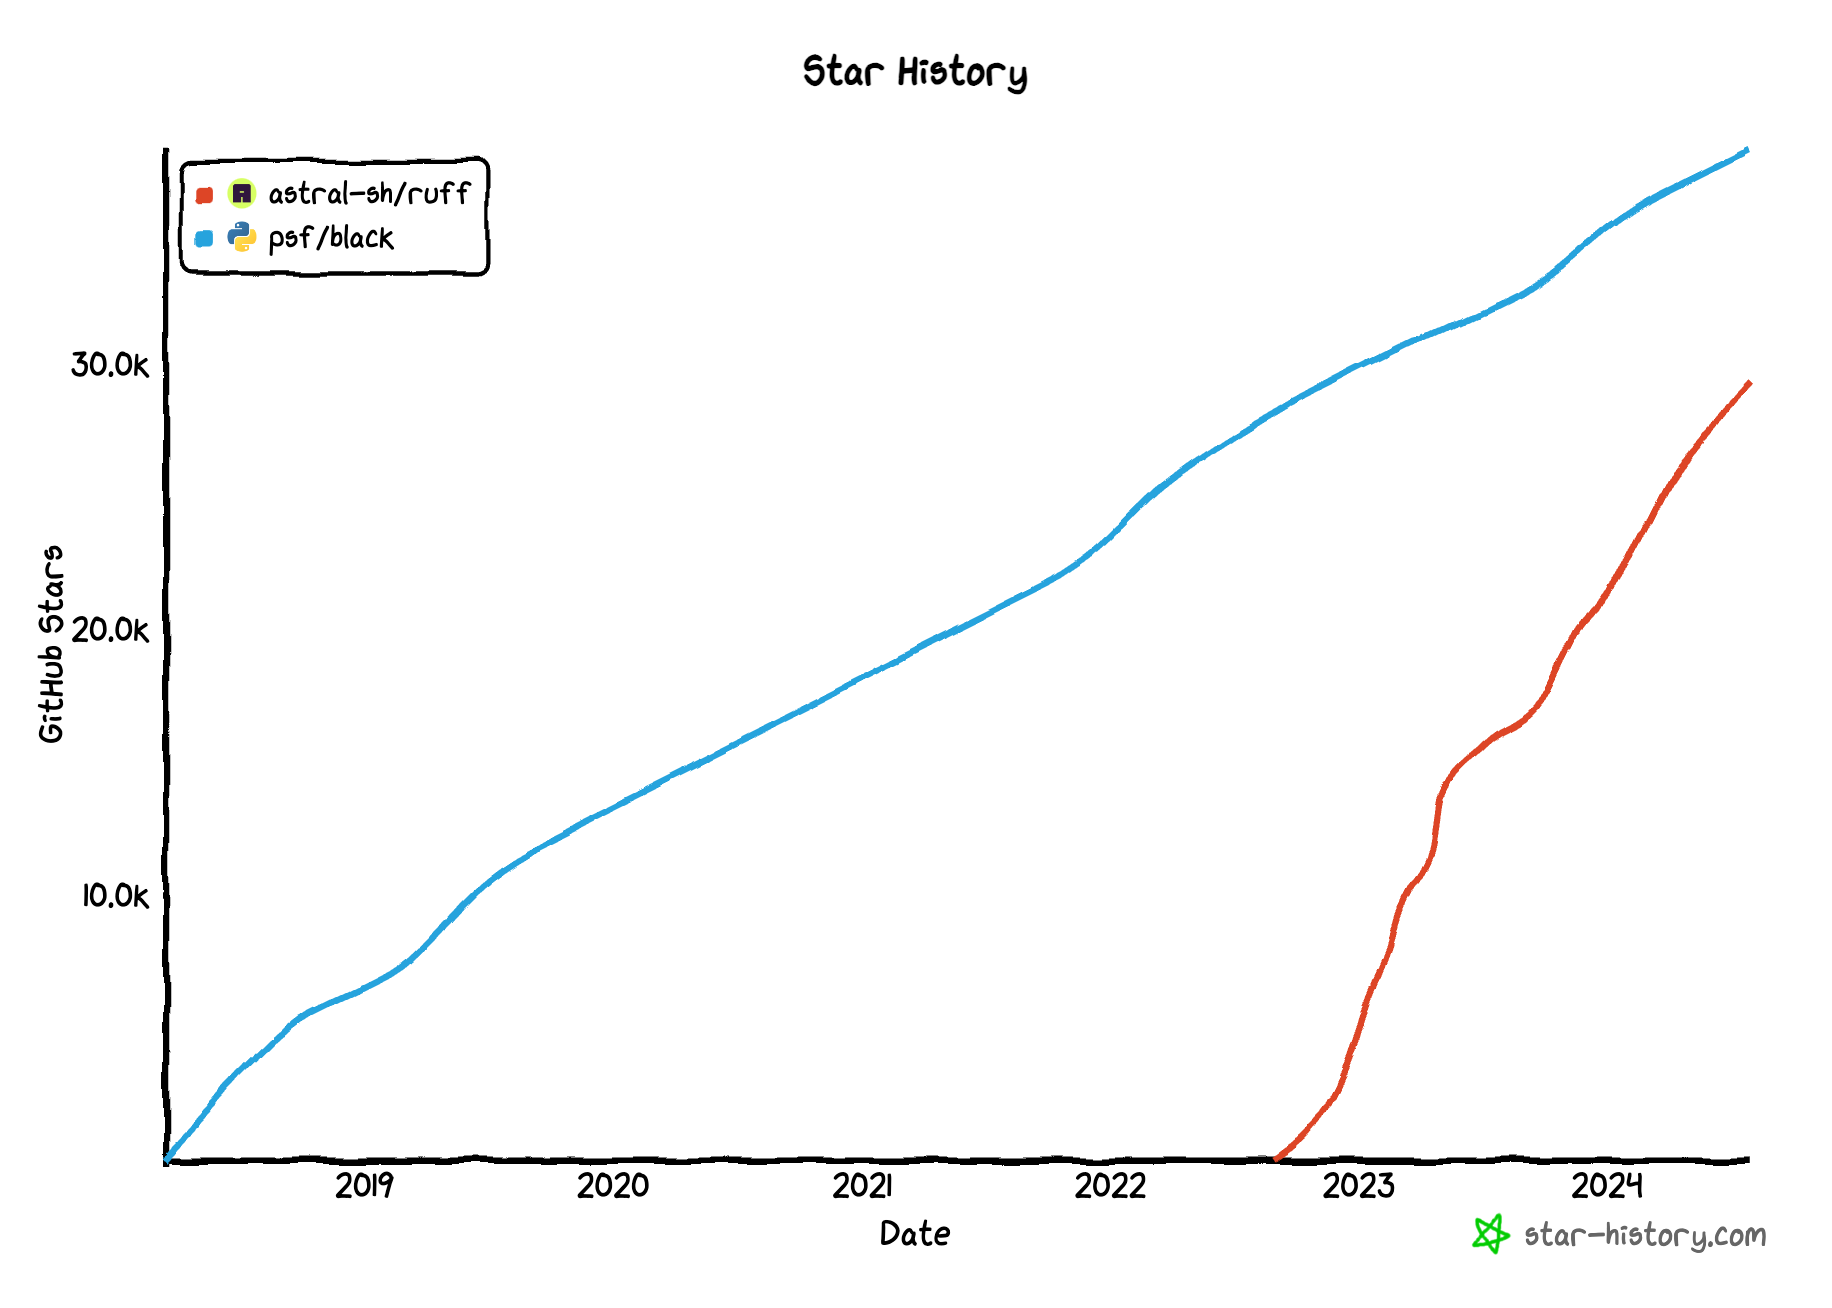 Star History
astral-sh/ruff
psf/black
30.0K
20.0K
10.0K
GitHub Stars
2019 2020 2021 2022 2023 2024
Date
star-history.com